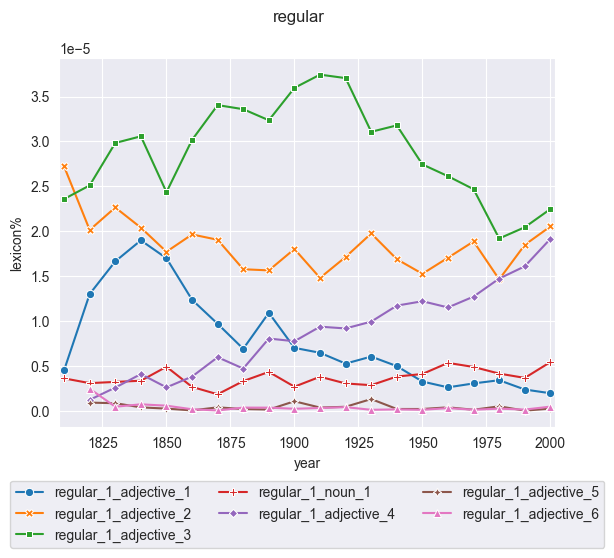 regular
1e−5
3.5
3.0
2.5
2.0
1.5
1.0
0.5
0.0
lexicon%
1825 1850 1875 1900 1925 1950 1975 2000
year
regular_1_adjective_1 regular_1_noun_1 regular_1_adjective_5
regular_1_adjective_2 regular_1_adjective_4 regular_1_adjective_6
regular_1_adjective_3